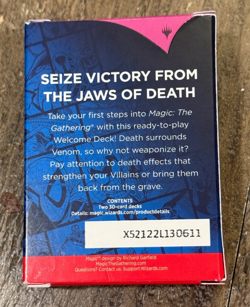 SEIZE VICTORY FROM
THE JAWS OF DEATH
Take your first steps into Magic: The
Gathering® with this ready-to-play
Welcome Deck! Death surrounds
Venom, so why not weaponize it?
Pay attention to death effects that
strengthen your Villains or bring them
back from the grave.
CONTENTS
Two 30-card decks
Details: magic.wizards.com/productdetails
X52122L130611
Magic™ design by Richard Garfield
MagicTheGathering.com
Questions? Contact us: Support.Wizards.com